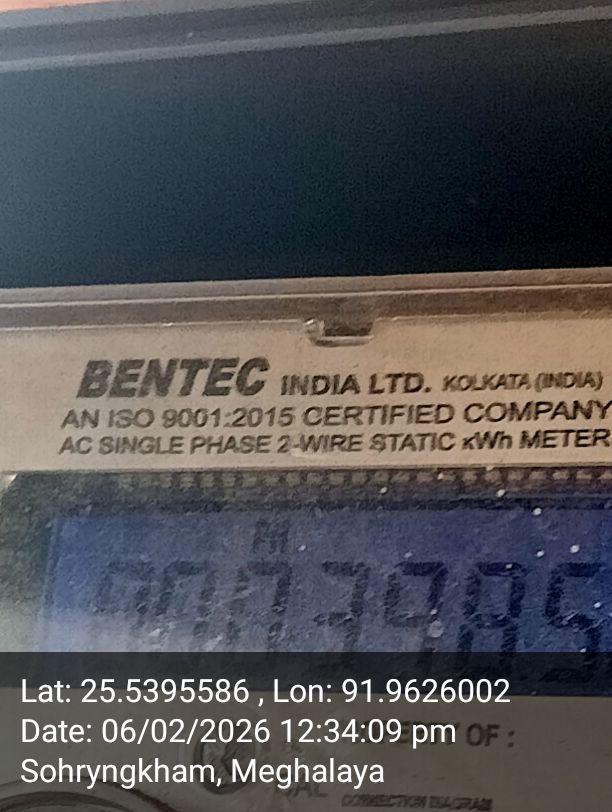 BENTEC INDIA LTD. KOLKATA (INDIA)
AN ISO 9001:2015 CERTIFIED COMPANY
AC SINGLE PHASE 2-WIRE STATIC kWh METER
Lat: 25.5395586 , Lon: 91.9626002
Date: 06/02/2026 12:34:09 pm
OF :
Sohryngkham, Meghalaya
CONNECTION DIAGRAM